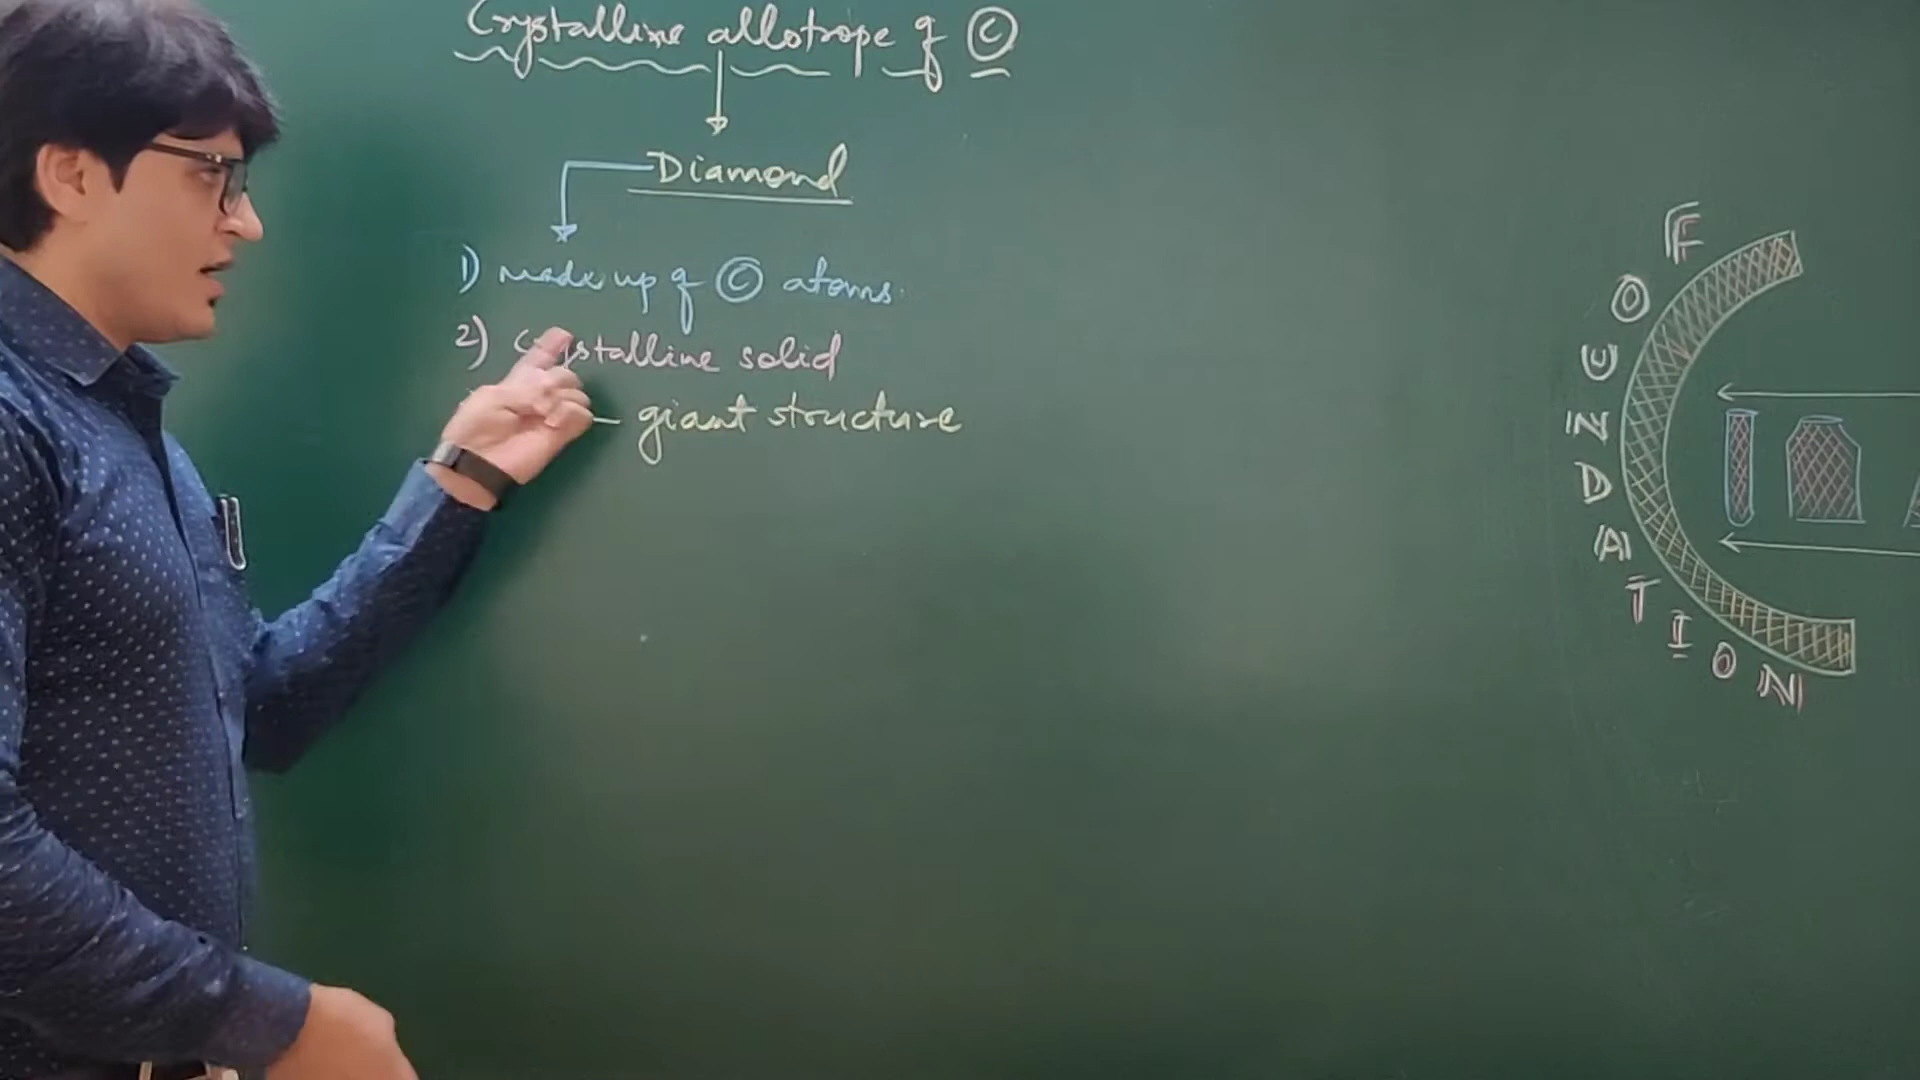 Crystalline allotrope of ©
Diamond
1) made up of © atoms.
2) crystalline solid
- giant structure
FOUNDATION